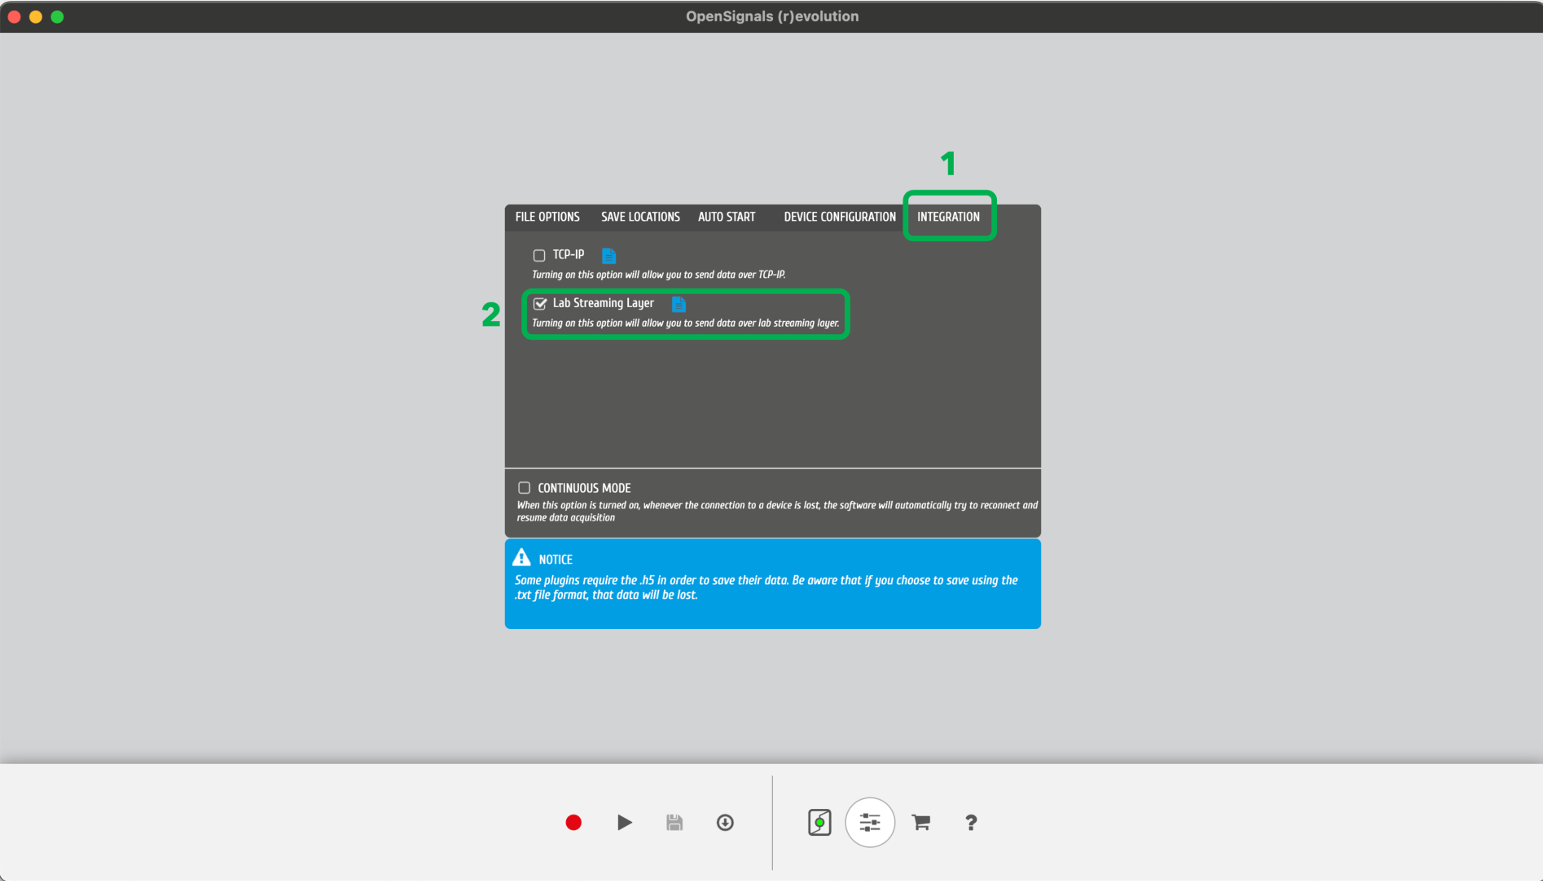 OpenSignals (r)evolution
1
FILE OPTIONS SAVE LOCATIONS AUTO START DEVICE CONFIGURATION INTEGRATION
TCP-IP
Turning on this option will allow you to send data over TCP-IP.
2
Lab Streaming Layer
Turning on this option will allow you to send data over lab streaming layer.
CONTINUOUS MODE
When this option is turned on, whenever the connection to a device is lost, the software will automatically try to reconnect and
resume data acquisition
NOTICE
Some plugins require the .h5 in order to save their data. Be aware that if you choose to save using the
.txt file format, that data will be lost.
?